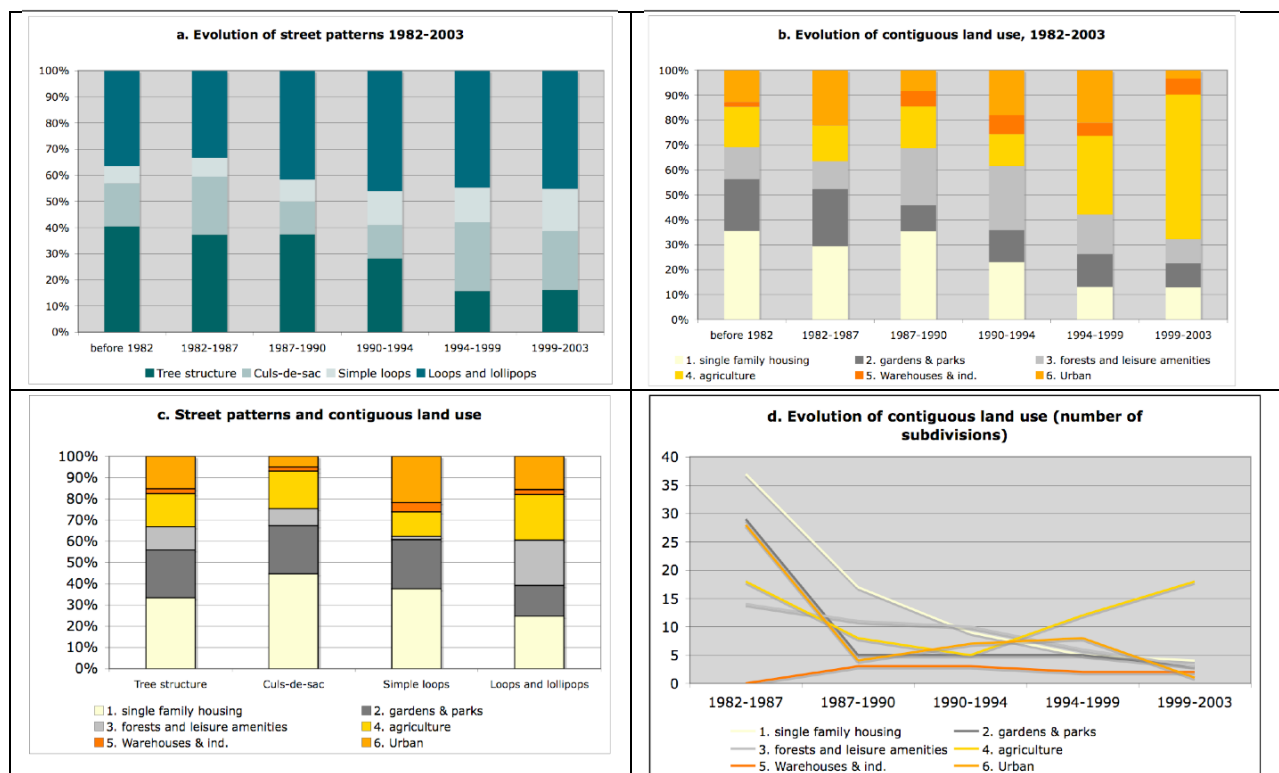 a. Evolution of street patterns 1982-2003
100%
90%
80%
70%
60%
50%
40%
30%
20%
10%
0%
before 1982 1982-1987 1987-1990 1990-1994 1994-1999 1999-2003
Tree structure Culs-de-sac Simple loops Loops and lollipops
b. Evolution of contiguous land use, 1982-2003
100%
90%
80%
70%
60%
50%
40%
30%
20%
10%
0%
before 1982 1982-1987 1987-1990 1990-1994 1994-1999 1999-2003
1. single family housing 2. gardens & parks 3. forests and leisure amenities
4. agriculture 5. Warehouses & ind. 6. Urban
c. Street patterns and contiguous land use
100%
90%
80%
70%
60%
50%
40%
30%
20%
10%
0%
Tree structure Culs-de-sac Simple loops Loops and lollipops
1. single family housing 2. gardens & parks
3. forests and leisure amenities 4. agriculture
5. Warehouses & ind. 6. Urban
d. Evolution of contiguous land use (number of
subdivisions)
40
35
30
25
20
15
10
5
0
1982-1987 1987-1990 1990-1994 1994-1999 1999-2003
1. single family housing 2. gardens & parks
3. forests and leisure amenities 4. agriculture
5. Warehouses & ind. 6. Urban